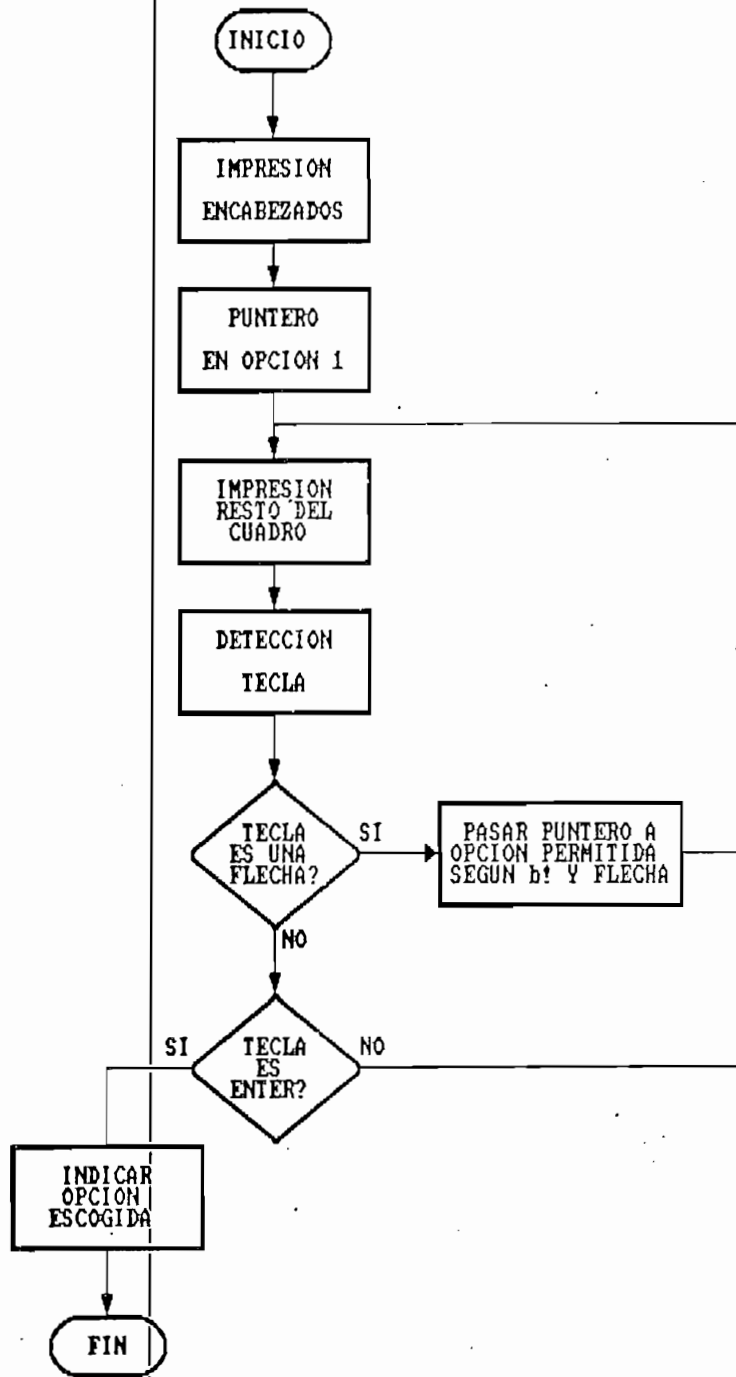 INICIO
IMPRESION
ENCABEZADOS
PUNTERO
EN OPCION 1
IMPRESION
RESTO DEL
CUADRO
DETECCION
TECLA
TECLA
ES UNA
FLECHA?
SI
PASAR PUNTERO A
OPCION PERMITIDA
SEGUN b! Y FLECHA
NO
SI
TECLA
ES
ENTER?
NO
INDICAR
OPCION
ESCOGIDA
FIN